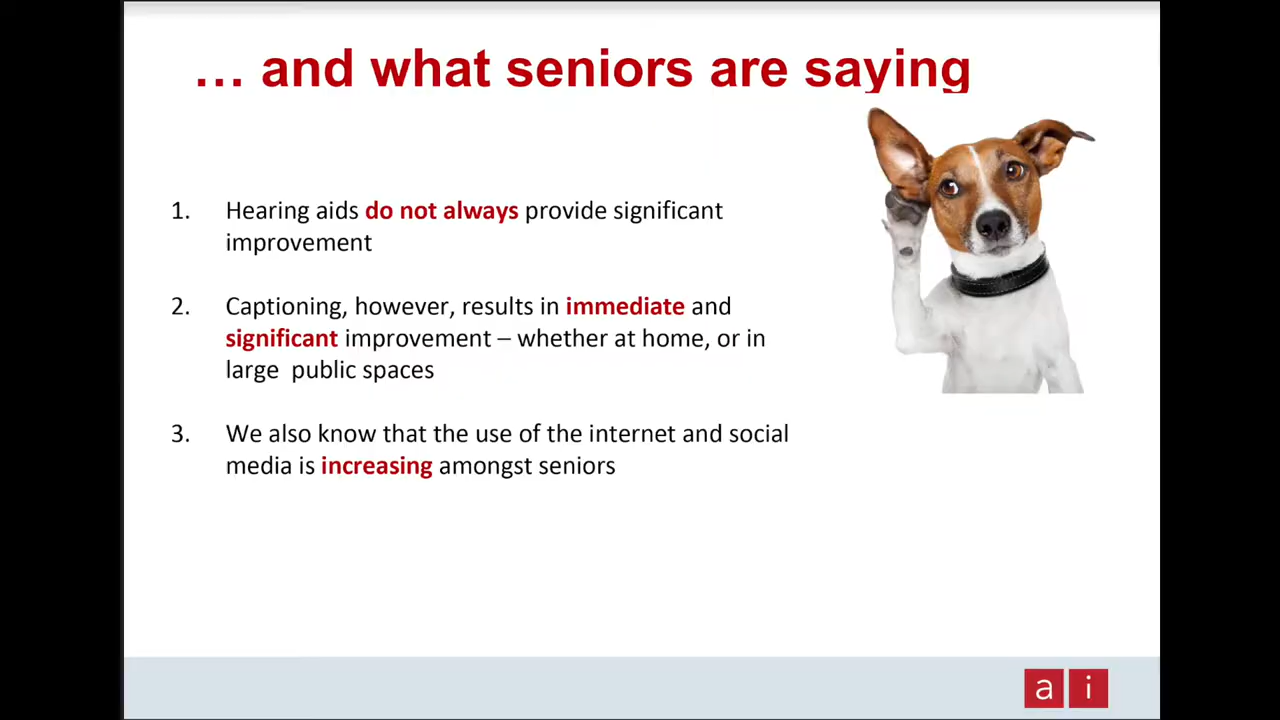 … and what seniors are saying
1. Hearing aids do not always provide significant
improvement
2. Captioning, however, results in immediate and
significant improvement – whether at home, or in
large  public spaces
3. We also know that the use of the internet and social
media is increasing amongst seniors
a i